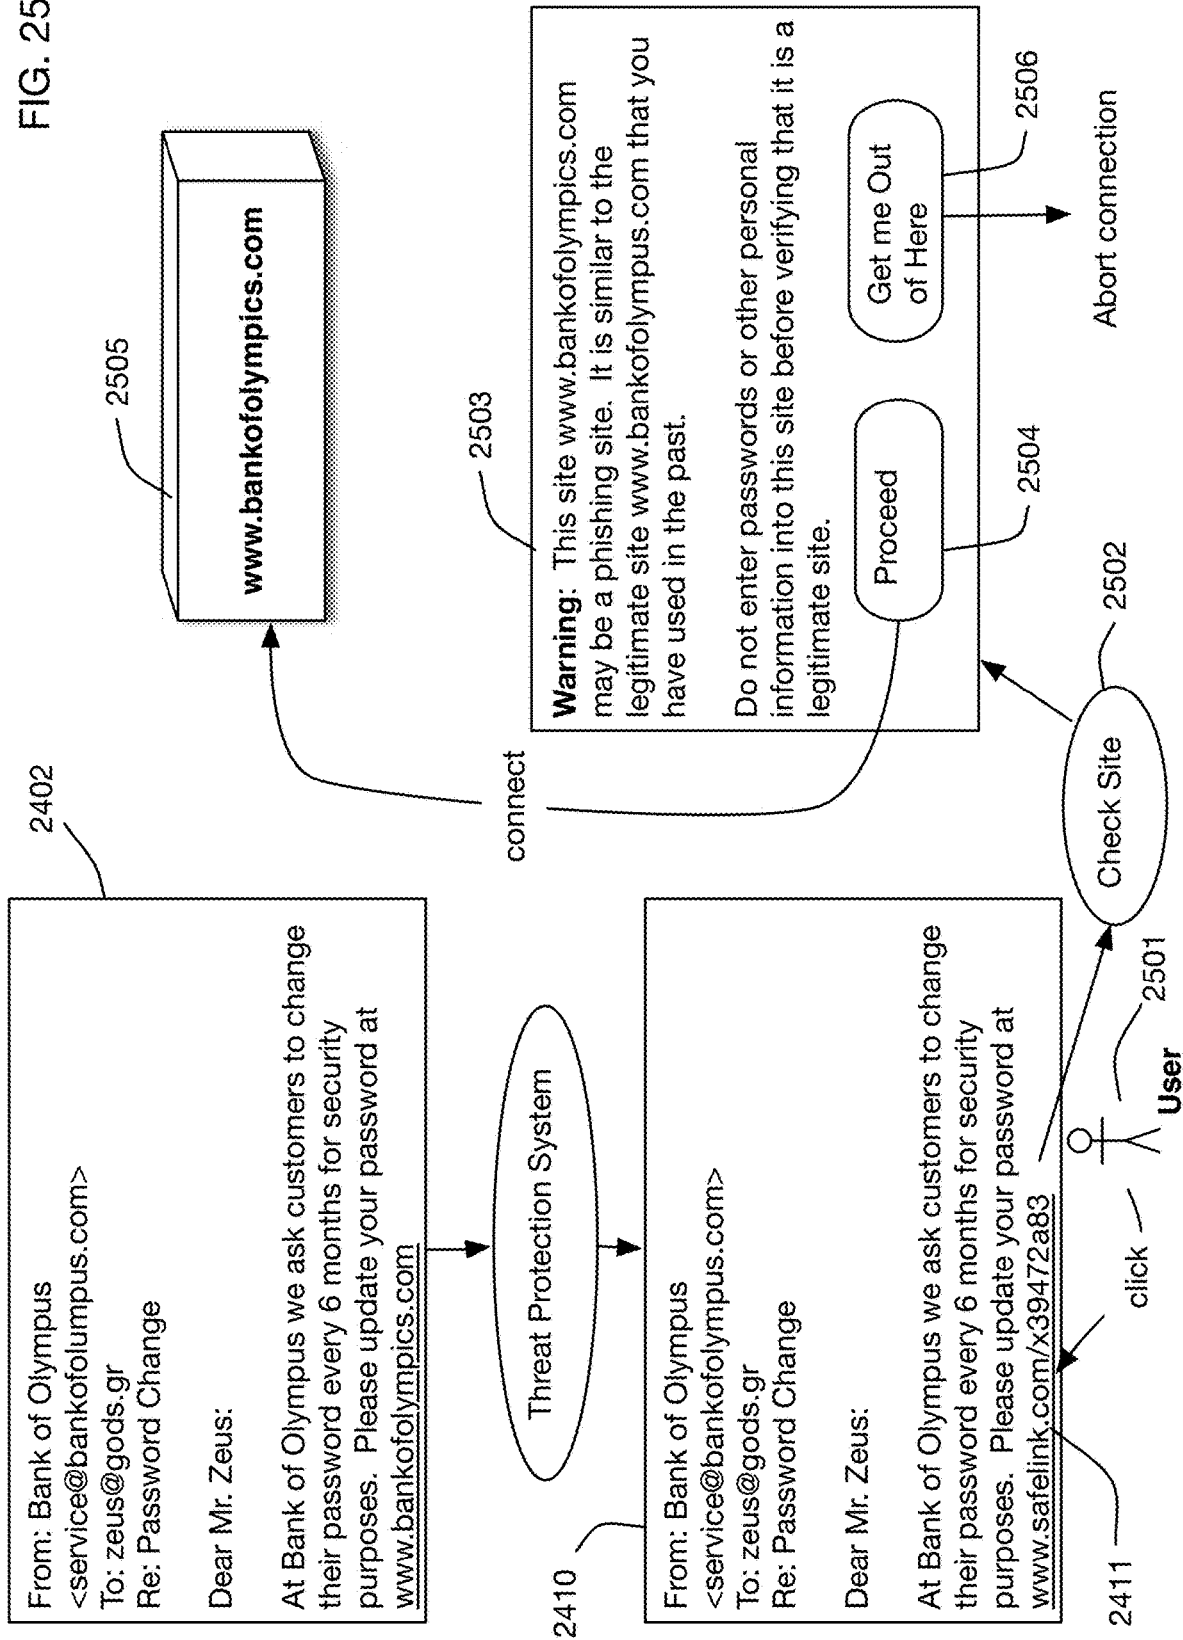 FIG. 25
2402
From: Bank of Olympus
<service@bankofolumpus.com>
To: zeus@gods.gr
Re: Password Change
Dear Mr. Zeus:
At Bank of Olympus we ask customers to change
their password every 6 months for security
purposes. Please update your password at
www.bankofolympics.com
Threat Protection System
2410
From: Bank of Olympus
<service@bankofolympus.com>
To: zeus@gods.gr
Re: Password Change
Dear Mr. Zeus:
At Bank of Olympus we ask customers to change
their password every 6 months for security
purposes. Please update your password at
www.safelink.com/x39472a83
2411
click
User
2501
Check Site
2502
2505
www.bankofolympics.com
connect
2503
Warning: This site www.bankofolympics.com
may be a phishing site. It is similar to the
legitimate site www.bankofolympus.com that you
have used in the past.
Do not enter passwords or other personal
information into this site before verifying that it is a
legitimate site.
Proceed
2504
Get me Out
of Here
2506
Abort connection